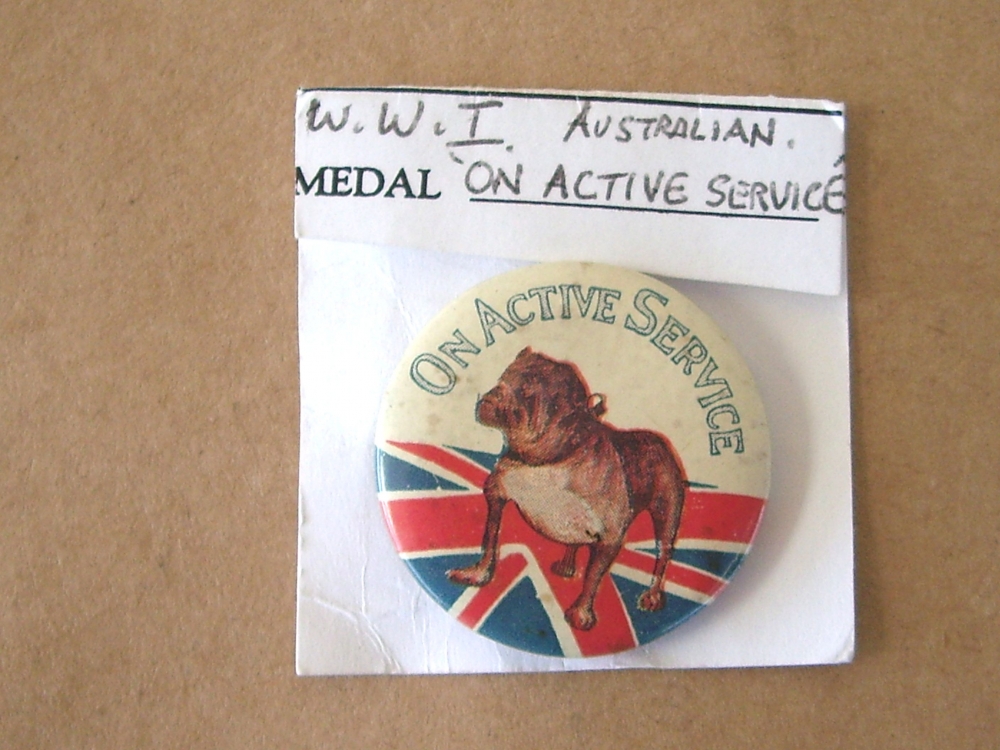 W.W.I. AUSTRALIAN.
MEDAL 'ON ACTIVE SERVICE'
ON ACTIVE SERVICE